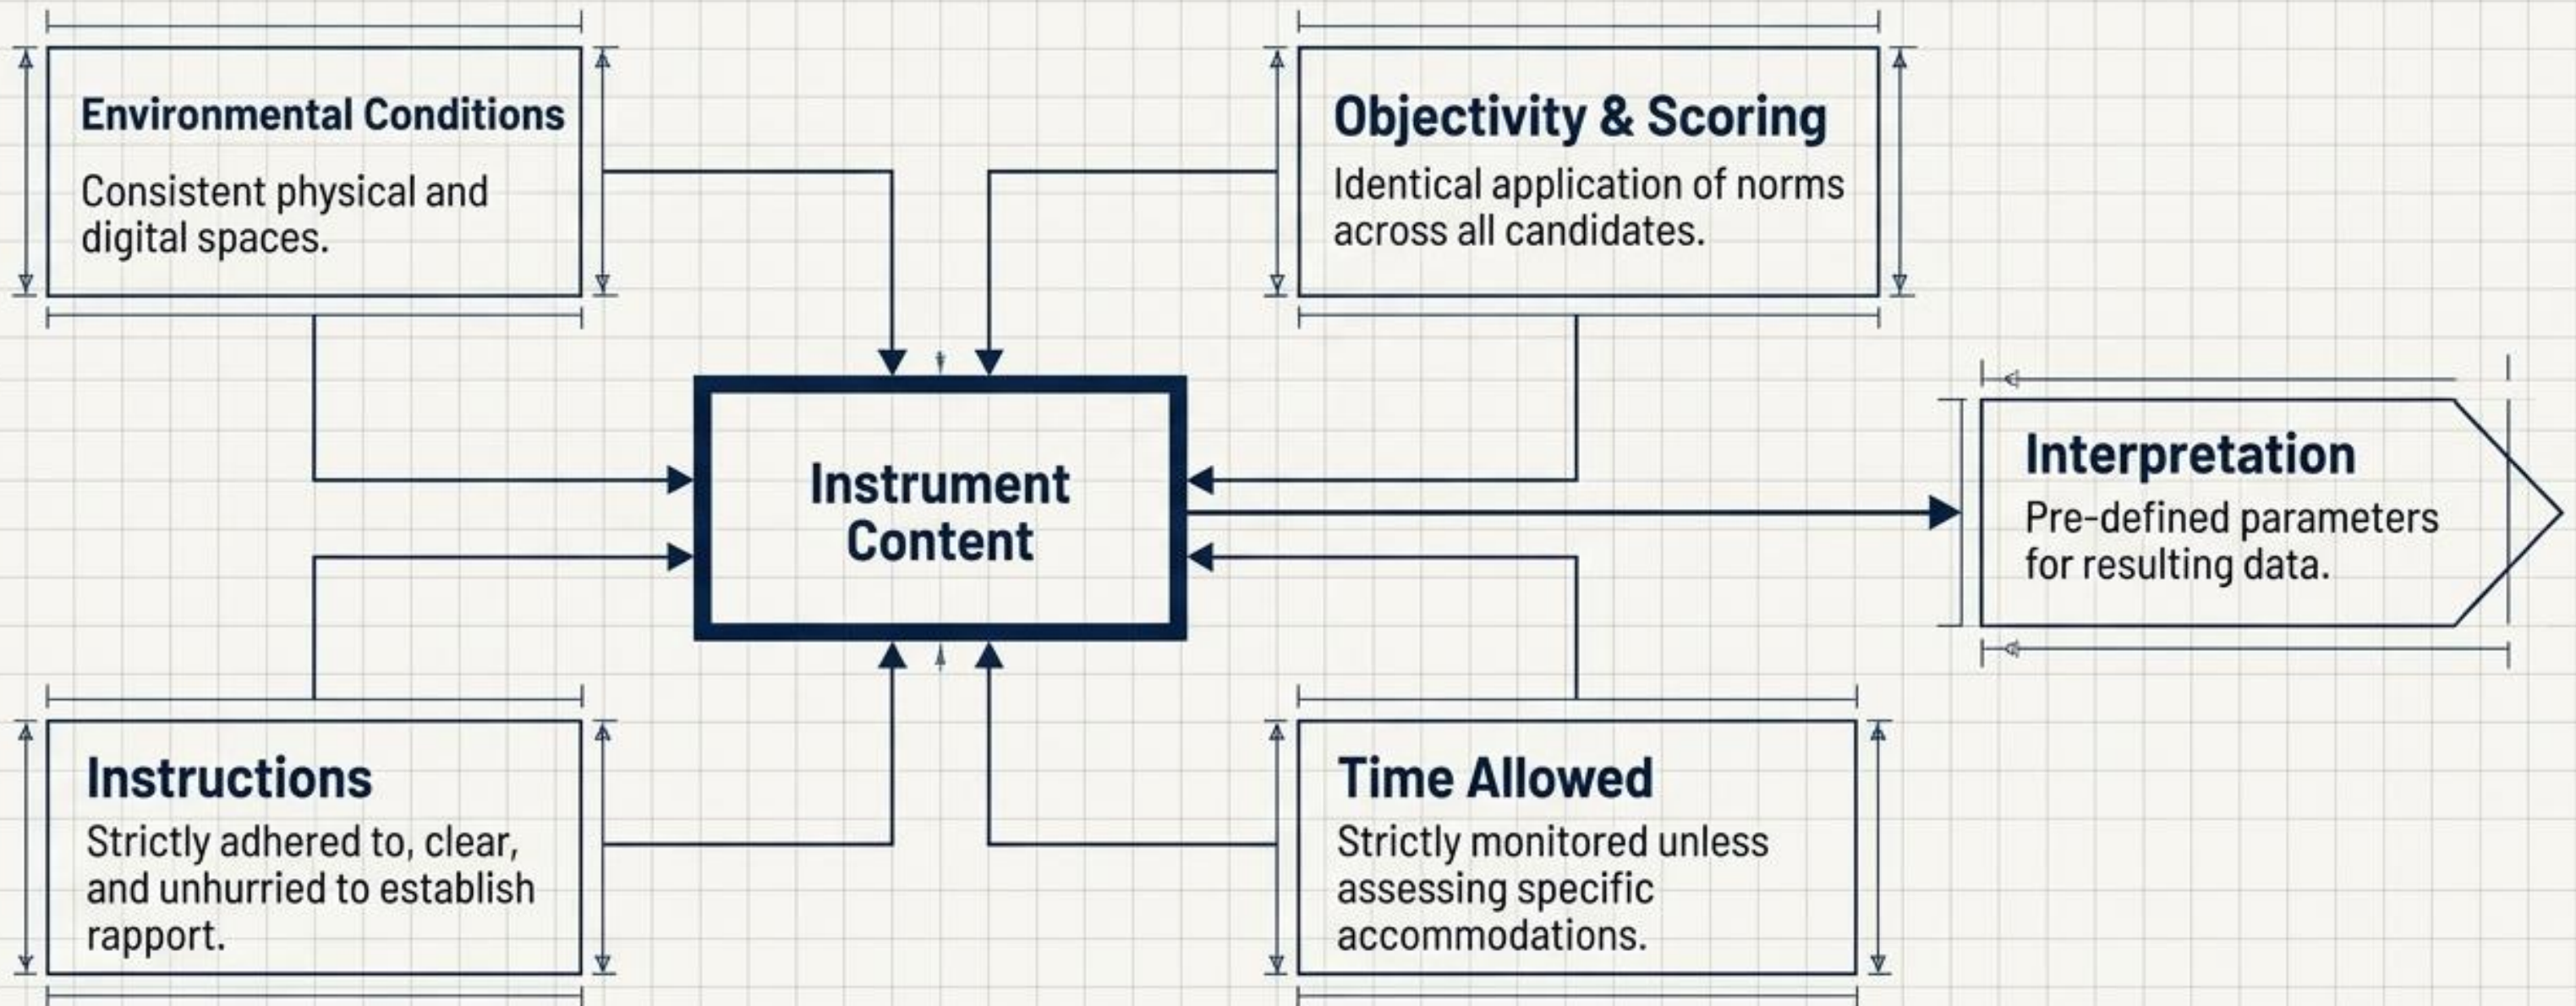 Environmental Conditions
Consistent physical and
digital spaces.
Objectivity & Scoring
Identical application of norms
across all candidates.
Instrument
Content
Interpretation
Pre-defined parameters
for resulting data.
Instructions
Strictly adhered to, clear,
and unhurried to establish
rapport.
Time Allowed
Strictly monitored unless
assessing specific
accommodations.